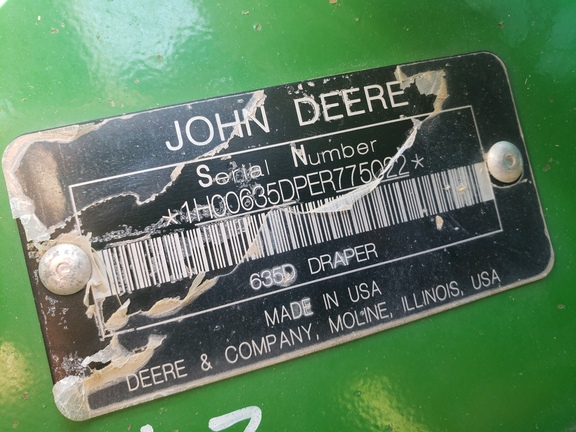 JOHN DEERE
Serial Number
*1H00635DPER775022*
635D DRAPER
MADE IN USA
DEERE & COMPANY, MOLINE, ILLINOIS, USA